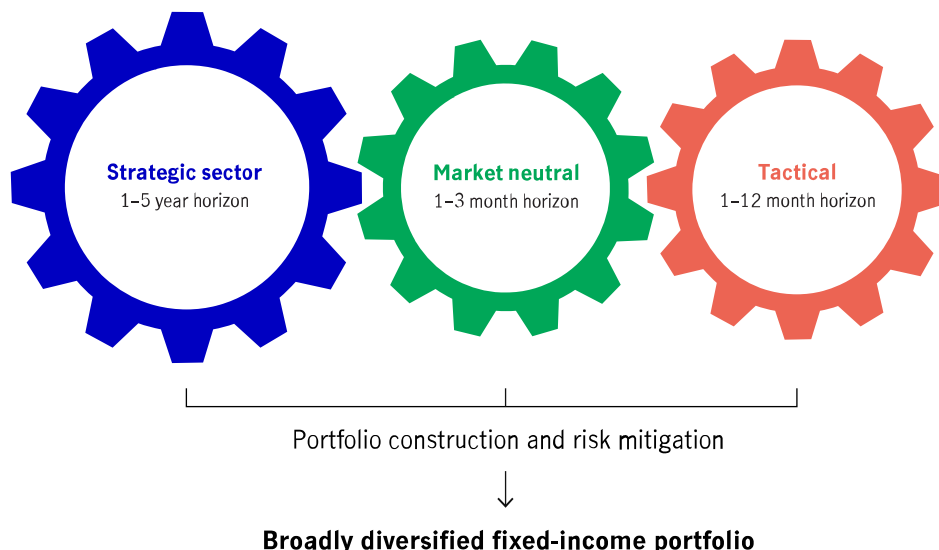 Strategic sector
1–5 year horizon
Market neutral
1–3 month horizon
Tactical
1–12 month horizon
Portfolio construction and risk mitigation
Broadly diversified fixed-income portfolio